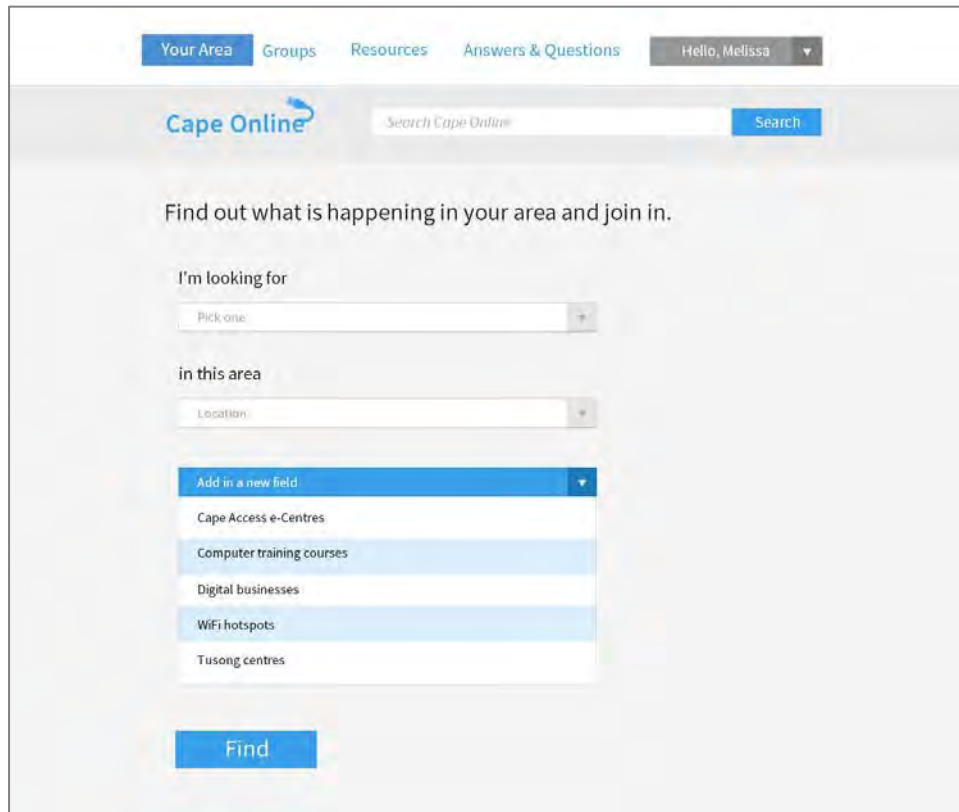 Your Area Groups Resources Answers & Questions Hello, Melissa
Cape Online Search Cape Online Search
Find out what is happening in your area and join in.
I'm looking for
Pick one
in this area
Location
Add in a new field
Cape Access e-Centres
Computer training courses
Digital businesses
WiFi hotspots
Tusong centres
Find